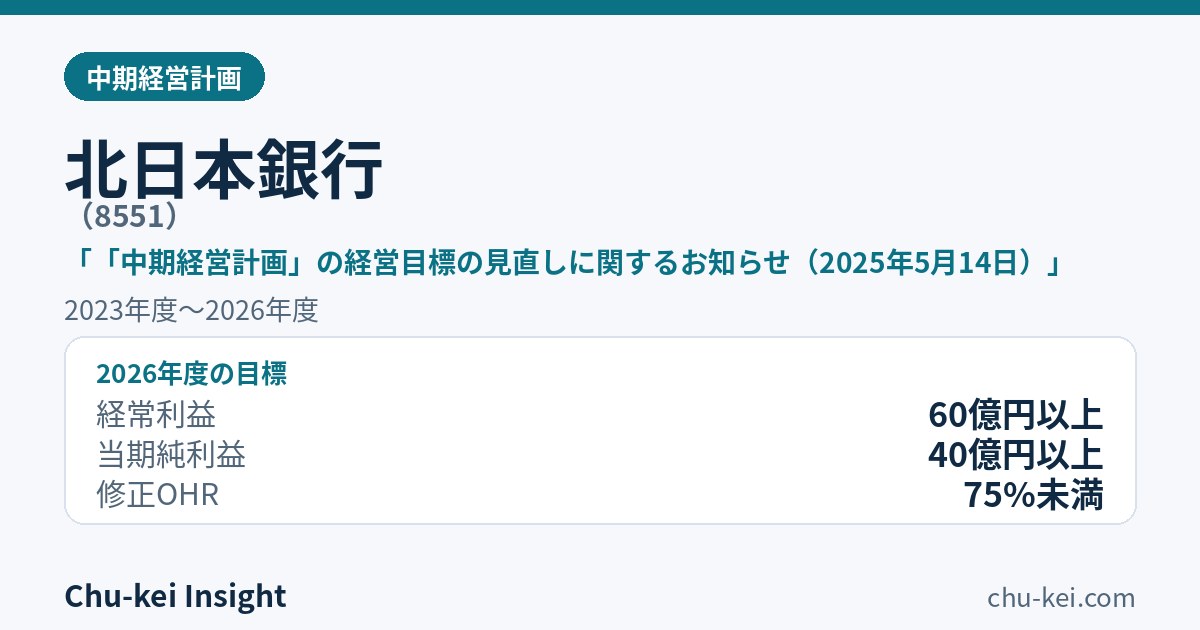 中期経営計画
北日本銀行
（8551）
「「中期経営計画」の経営目標の見直しに関するお知らせ（2025年5月14日）」
2023年度～2026年度
2026年度の目標
経常利益 60億円以上
当期純利益 40億円以上
修正OHR 75%未満
Chu-kei Insight chu-kei.com